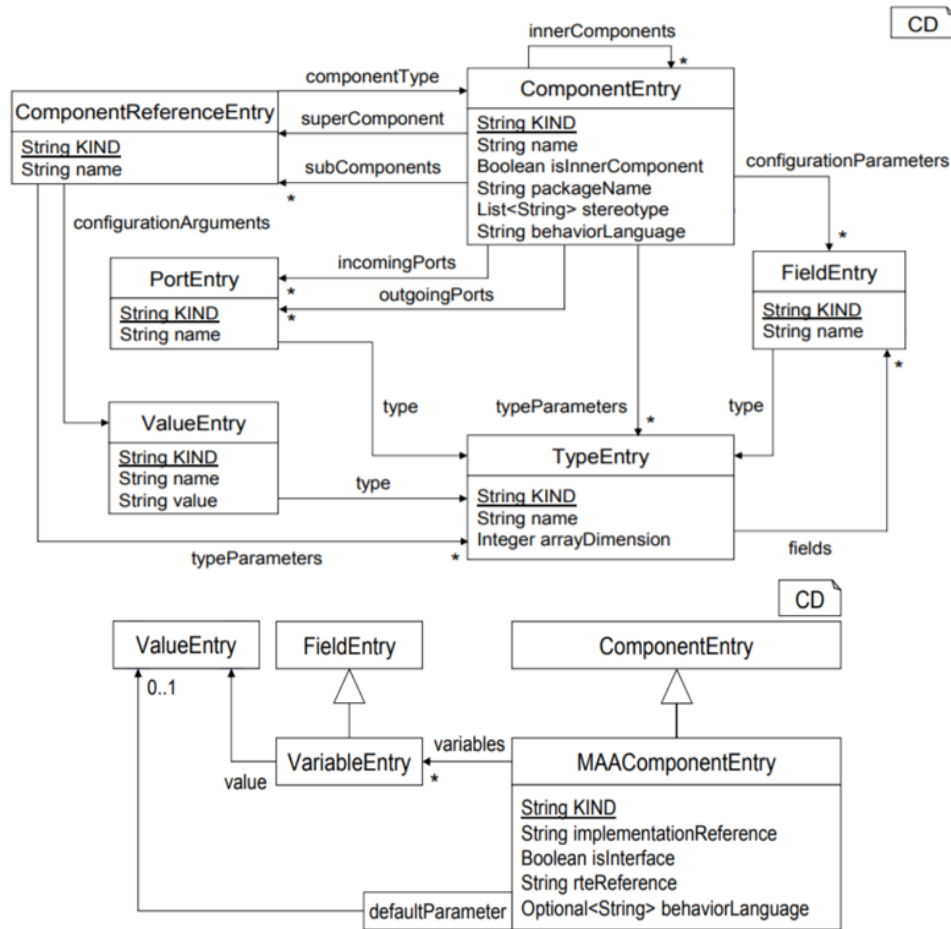 innerComponents
CD
*
componentType
ComponentEntry
ComponentReferenceEntry
String KIND
String name
superComponent
String KIND
String name
Boolean isInnerComponent
String packageName
List<String> stereotype
String behaviorLanguage
subComponents
*
configurationParameters
*
configurationArguments
incomingPorts
*
outgoingPorts
*
PortEntry
String KIND
String name
FieldEntry
String KIND
String name
*
type
typeParameters
*
type
ValueEntry
String KIND
String name
String value
type
TypeEntry
String KIND
String name
Integer arrayDimension
typeParameters
*
fields
CD
ValueEntry
FieldEntry
ComponentEntry
0..1
variables
*
value
VariableEntry
MAAComponentEntry
String KIND
String implementationReference
Boolean isInterface
String rteReference
Optional<String> behaviorLanguage
defaultParameter